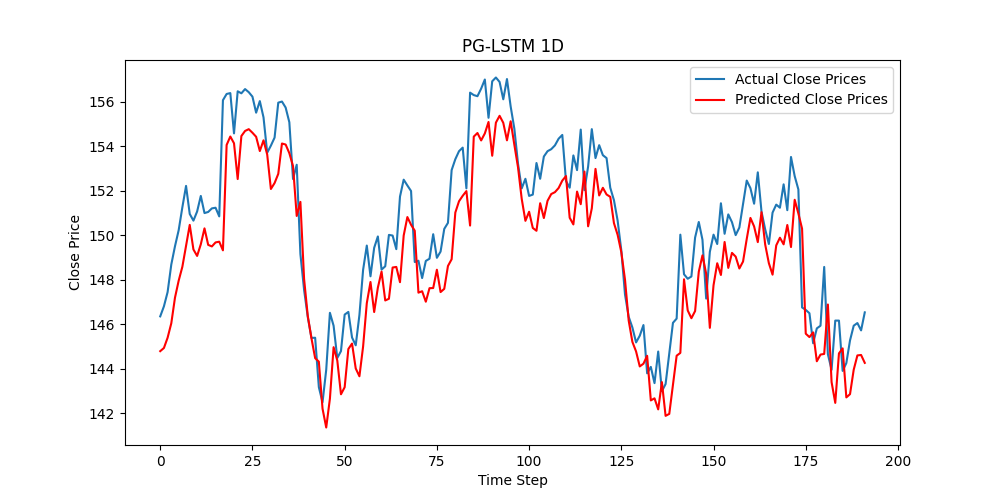 PG-LSTM 1D
Actual Close Prices
Predicted Close Prices
Close Price
156
154
152
150
148
146
144
142
0 25 50 75 100 125 150 175 200
Time Step